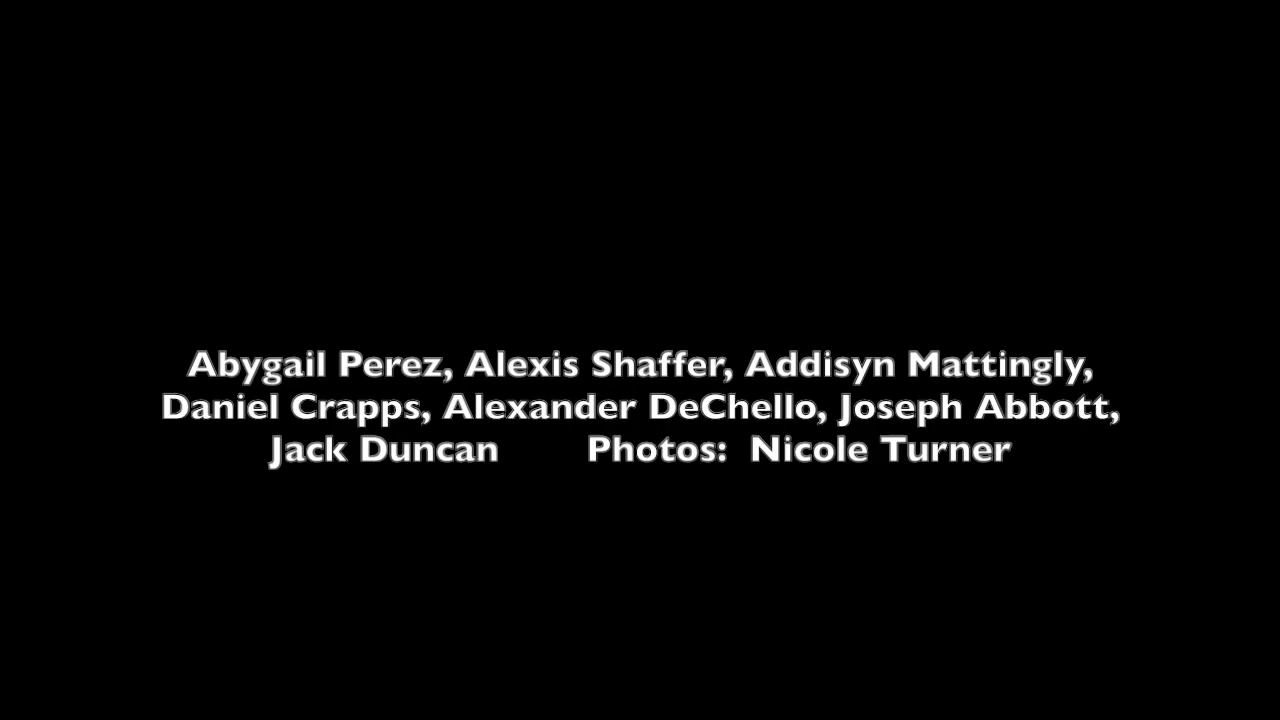 Abygail Perez, Alexis Shaffer, Addisyn Mattingly,
Daniel Crapps, Alexander DeChello, Joseph Abbott,
Jack Duncan Photos: Nicole Turner